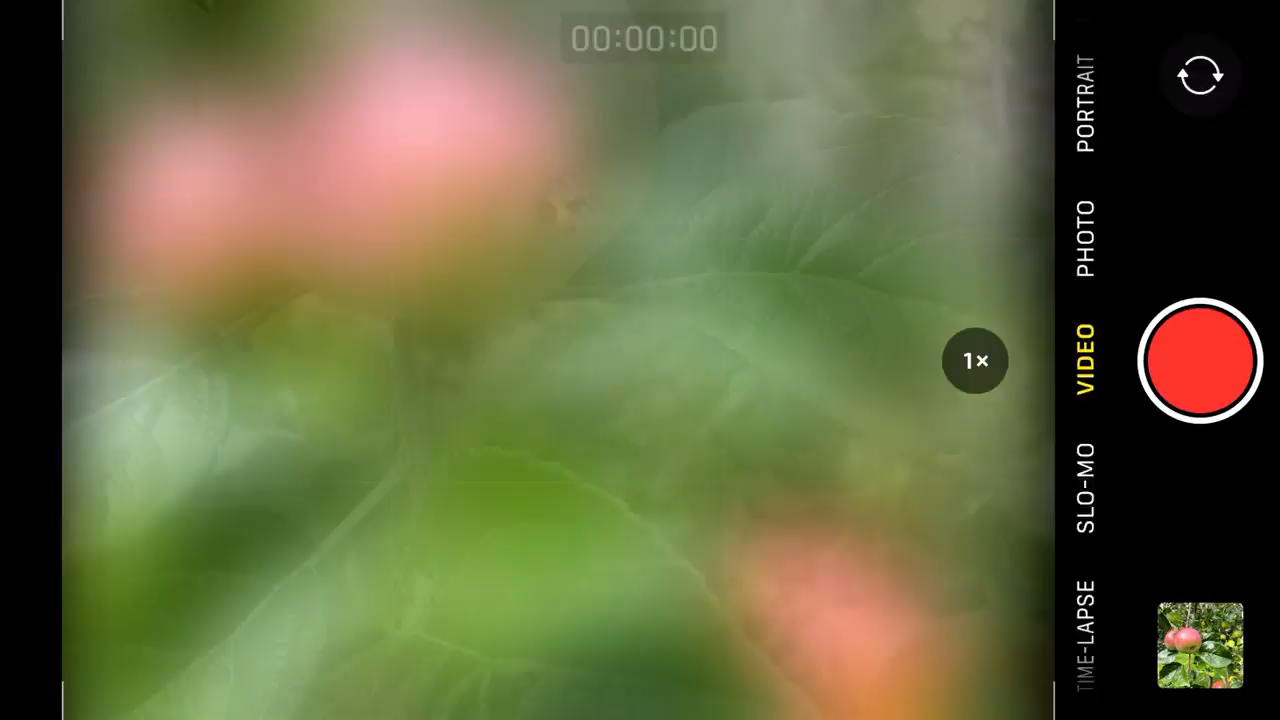 00:00:00
1×
PORTRAIT
PHOTO
VIDEO
SLO-MO
TIME-LAPSE